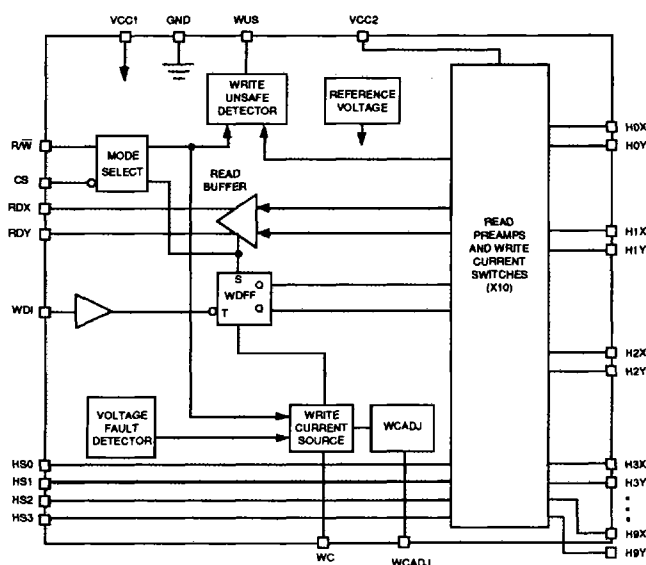 VCC1 GND WUS VCC2
WRITE
UNSAFE
DETECTOR
REFERENCE
VOLTAGE
R/W̅
CS
MODE
SELECT
READ
BUFFER
RDX
RDY
S
WDFF
Q
Q
T
WDI
VOLTAGE
FAULT
DETECTOR
WRITE
CURRENT
SOURCE
WCADJ
READ
PREAMPS
AND WRITE
CURRENT
SWITCHES
(X10)
HS0
HS1
HS2
HS3
H0X
H0Y
H1X
H1Y
H2X
H2Y
H3X
H3Y
H9X
H9Y
WC WCADJ